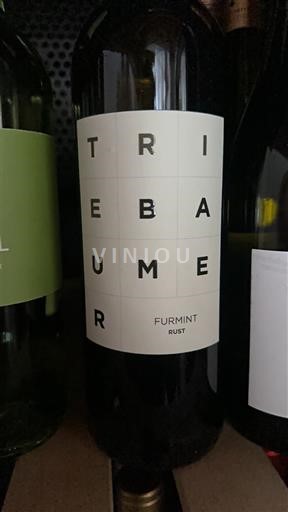 T R I
E B A
U M E
R
FURMINT
RUST
VINIOU
L